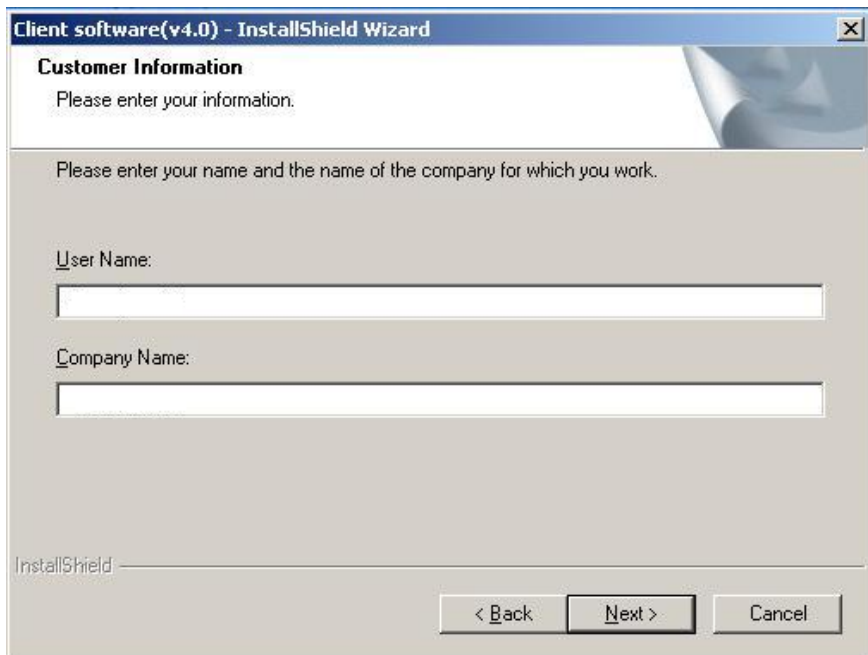 Client software(v4.0) - InstallShield Wizard
Customer Information
Please enter your information.
Please enter your name and the name of the company for which you work.
User Name:
Company Name:
InstallShield
< Back Next > Cancel